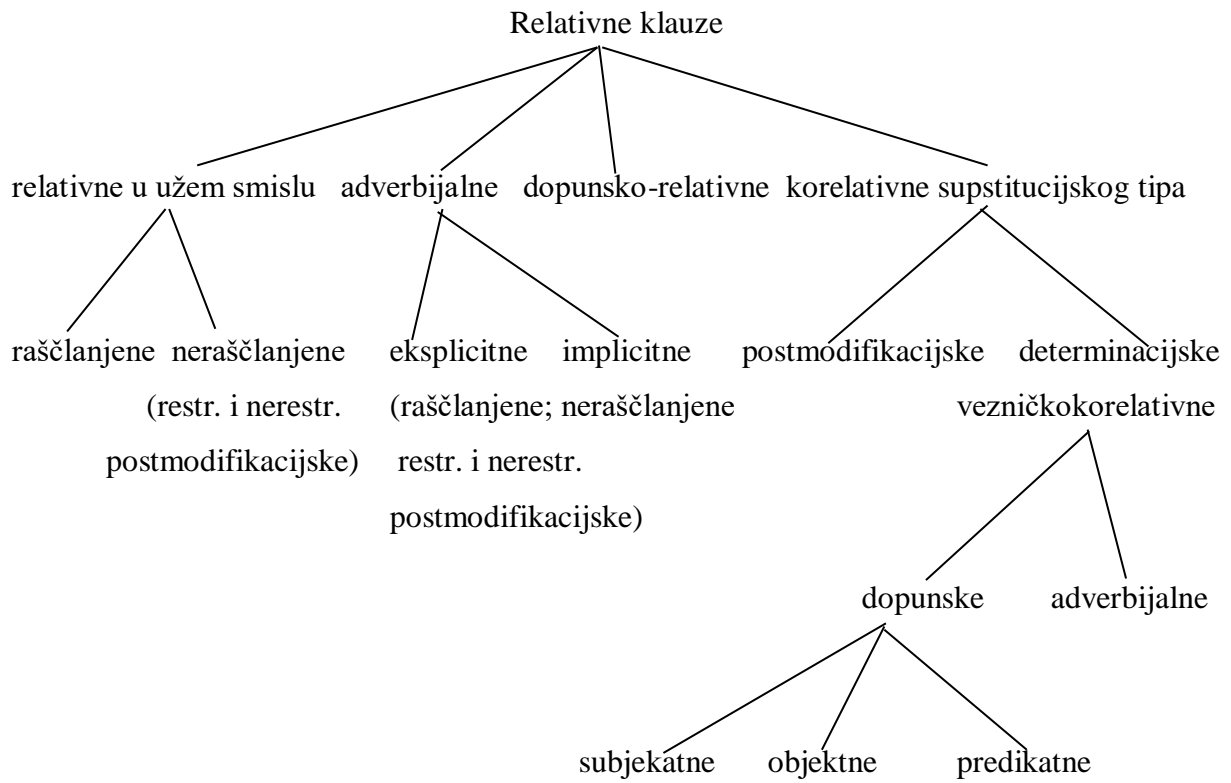 Relativne klauze
relativne u užem smislu adverbijalne dopunsko-relativne korelativne supstitucijskog tipa
raščlanjene neraščlanjene eksplicitne implicitne postmodifikacijske determinacijske
(restr. i nerestr. (raščlanjene; neraščlanjene vezničkokorelativne
postmodifikacijske) restr. i nerestr.
postmodifikacijske)
dopunske adverbijalne
subjekatne objektne predikatne